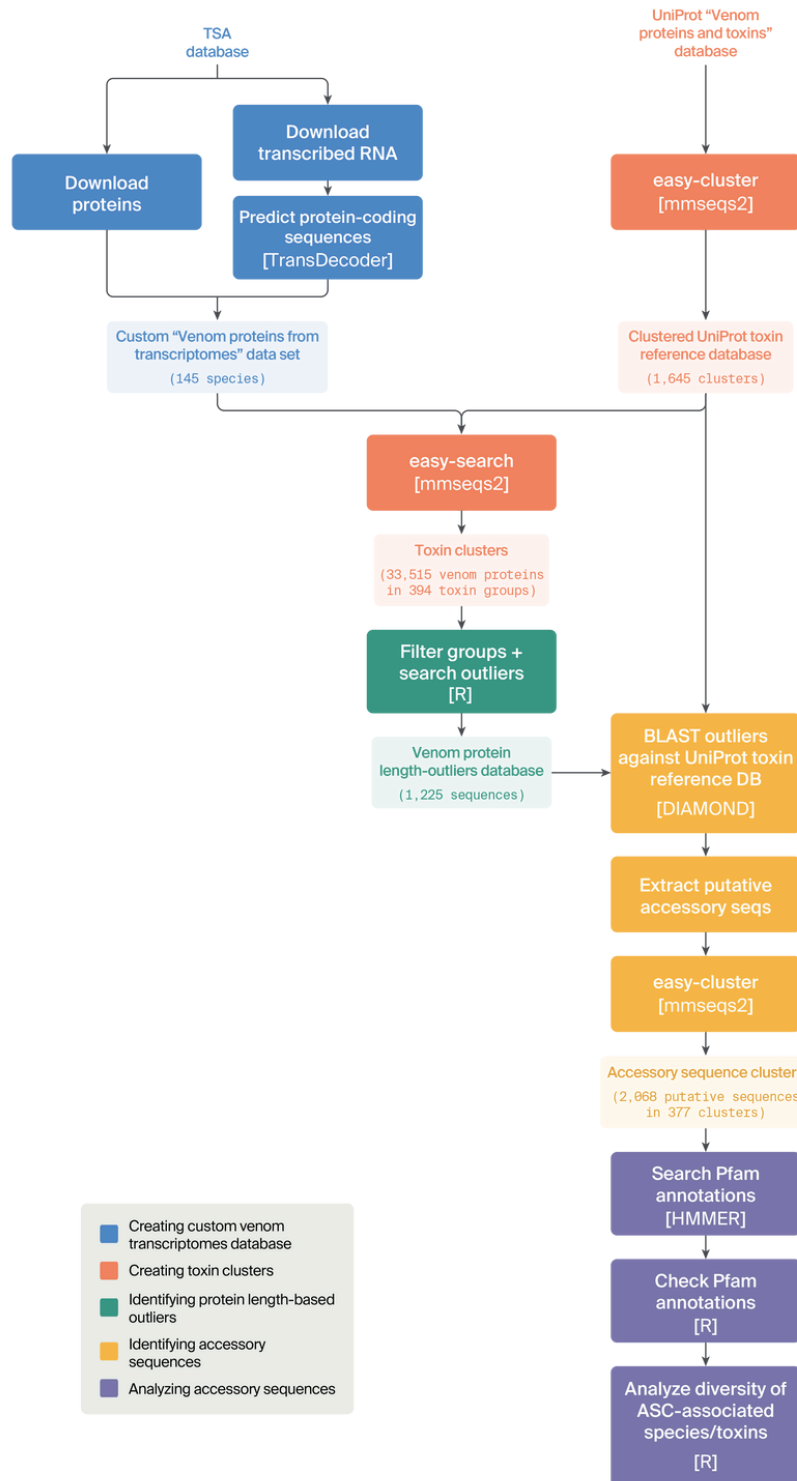 TSA
database
UniProt “Venom
proteins and toxins”
database
Download
proteins
Download
transcribed RNA
Predict protein-coding
sequences
[TransDecoder]
easy-cluster
[mmseqs2]
Custom “Venom proteins from
transcriptomes” data set
(145 species)
Clustered UniProt toxin
reference database
(1,645 clusters)
easy-search
[mmseqs2]
Toxin clusters
(33,515 venom proteins
in 394 toxin groups)
Filter groups +
search outliers
[R]
Venom protein
length-outliers database
(1,225 sequences)
BLAST outliers
against UniProt toxin
reference DB
[DIAMOND]
Extract putative
accessory seqs
easy-cluster
[mmseqs2]
Accessory sequence cluster
(2,068 putative sequences
in 377 clusters)
Search Pfam
annotations
[HMMER]
Check Pfam
annotations
[R]
Analyze diversity of
ASC-associated
species/toxins
[R]
Creating custom venom
transcriptomes database
Creating toxin clusters
Identifying protein length-based
outliers
Identifying accessory
sequences
Analyzing accessory sequences